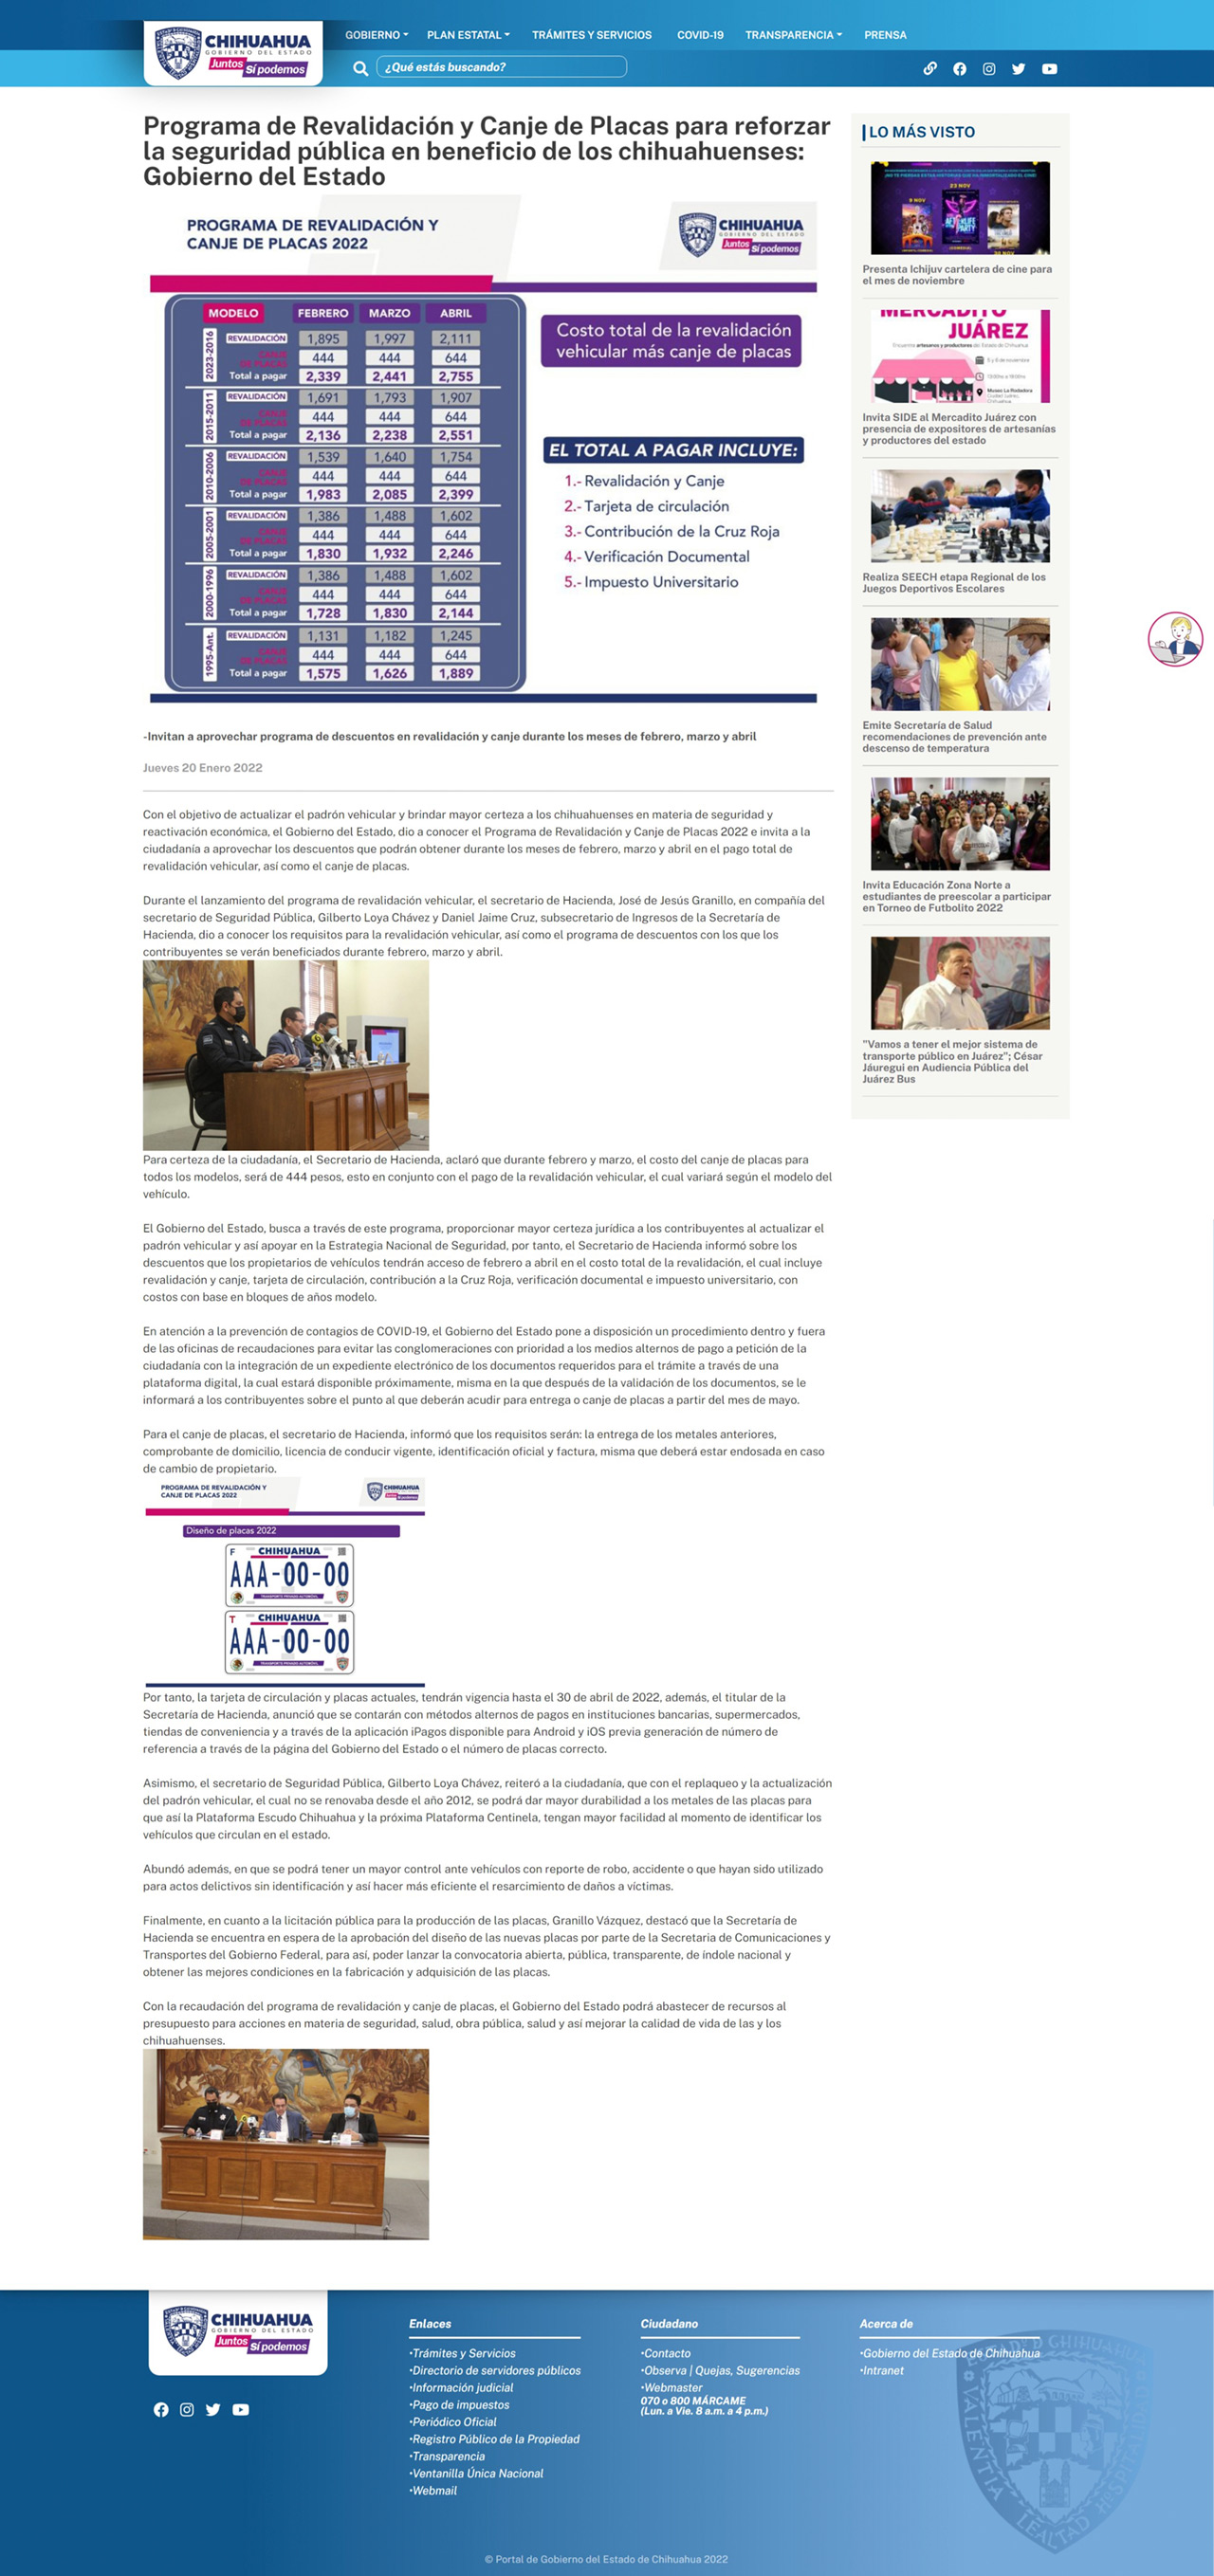 CHIHUAHUA
GOBIERNO DEL ESTADO
Juntos
Sí podemos
GOBIERNO
PLAN ESTATAL
TRÁMITES Y SERVICIOS
COVID-19
TRANSPARENCIA
PRENSA
¿Qué estás buscando?
Programa de Revalidación y Canje de Placas para reforzar
la seguridad pública en beneficio de los chihuahuenses:
Gobierno del Estado
PROGRAMA DE REVALIDACIÓN Y
CANJE DE PLACAS 2022
CHIHUAHUA
GOBIERNO DEL ESTADO
Juntos
Sí podemos
MODELO FEBRERO MARZO ABRIL
2023-2016
REVALIDACIÓN 1,895 1,997 2,111
CANJE DE PLACAS 444 444 644
Total a pagar 2,339 2,441 2,755
2015-2011
REVALIDACIÓN 1,691 1,793 1,907
CANJE DE PLACAS 444 444 644
Total a pagar 2,136 2,238 2,551
2010-2006
REVALIDACIÓN 1,539 1,640 1,754
CANJE DE PLACAS 444 444 644
Total a pagar 1,983 2,085 2,399
2005-2001
REVALIDACIÓN 1,386 1,488 1,602
CANJE DE PLACAS 444 444 644
Total a pagar 1,830 1,932 2,246
2000-1996
REVALIDACIÓN 1,386 1,488 1,602
CANJE DE PLACAS 444 444 644
Total a pagar 1,728 1,830 2,144
1995-Ant.
REVALIDACIÓN 1,131 1,182 1,245
CANJE DE PLACAS 444 444 644
Total a pagar 1,575 1,626 1,889
Costo total de la revalidación
vehicular más canje de placas
EL TOTAL A PAGAR INCLUYE:
1.- Revalidación y Canje
2.- Tarjeta de circulación
3.- Contribución de la Cruz Roja
4.- Verificación Documental
5.- Impuesto Universitario
-Invitan a aprovechar programa de descuentos en revalidación y canje durante los meses de febrero, marzo y abril
Jueves 20 Enero 2022
Con el objetivo de actualizar el padrón vehicular y brindar mayor certeza a los chihuahuenses en materia de seguridad y
reactivación económica, el Gobierno del Estado, dio a conocer el Programa de Revalidación y Canje de Placas 2022 e invita a la
ciudadanía a aprovechar los descuentos que podrán obtener durante los meses de febrero, marzo y abril en el pago total de
revalidación vehicular, así como el canje de placas.
Durante el lanzamiento del programa de revalidación vehicular, el secretario de Hacienda, José de Jesús Granillo, en compañía del
secretario de Seguridad Pública, Gilberto Loya Chávez y Daniel Jaime Cruz, subsecretario de Ingresos de la Secretaría de
Hacienda, dio a conocer los requisitos para la revalidación vehicular, así como el programa de descuentos con los que los
contribuyentes se verán beneficiados durante febrero, marzo y abril.
Para certeza de la ciudadanía, el Secretario de Hacienda, aclaró que durante febrero y marzo, el costo del canje de placas para
todos los modelos, será de 444 pesos, esto en conjunto con el pago de la revalidación vehicular, el cual variará según el modelo del
vehículo.
El Gobierno del Estado, busca a través de este programa, proporcionar mayor certeza jurídica a los contribuyentes al actualizar el
padrón vehicular y así apoyar en la Estrategia Nacional de Seguridad, por tanto, el Secretario de Hacienda informó sobre los
descuentos que los propietarios de vehículos tendrán acceso de febrero a abril en el costo total de la revalidación, el cual incluye
revalidación y canje, tarjeta de circulación, contribución a la Cruz Roja, verificación documental e impuesto universitario, con
costos con base en bloques de años modelo.
En atención a la prevención de contagios de COVID-19, el Gobierno del Estado pone a disposición un procedimiento dentro y fuera
de las oficinas de recaudaciones para evitar las conglomeraciones con prioridad a los medios alternos de pago a petición de la
ciudadanía con la integración de un expediente electrónico de los documentos requeridos para el trámite a través de una
plataforma digital, la cual estará disponible próximamente, misma en la que después de la validación de los documentos, se le
informará a los contribuyentes sobre el punto al que deberán acudir para entrega o canje de placas a partir del mes de mayo.
Para el canje de placas, el secretario de Hacienda, informó que los requisitos serán: la entrega de los metales anteriores,
comprobante de domicilio, licencia de conducir vigente, identificación oficial y factura, misma que deberá estar endosada en caso
de cambio de propietario.
PROGRAMA DE REVALIDACIÓN Y
CANJE DE PLACAS 2022
CHIHUAHUA
Diseño de placas 2022
F CHIHUAHUA
AAA-00-00
TRANSPORTE PRIVADO AUTOMÓVIL
T CHIHUAHUA
AAA-00-00
TRANSPORTE PRIVADO AUTOMÓVIL
Por tanto, la tarjeta de circulación y placas actuales, tendrán vigencia hasta el 30 de abril de 2022, además, el titular de la
Secretaría de Hacienda, anunció que se contarán con métodos alternos de pagos en instituciones bancarias, supermercados,
tiendas de conveniencia y a través de la aplicación iPagos disponible para Android y iOS previa generación de número de
referencia a través de la página del Gobierno del Estado o el número de placas correcto.
Asimismo, el secretario de Seguridad Pública, Gilberto Loya Chávez, reiteró a la ciudadanía, que con el replaqueo y la actualización
del padrón vehicular, el cual no se renovaba desde el año 2012, se podrá dar mayor durabilidad a los metales de las placas para
que así la Plataforma Escudo Chihuahua y la próxima Plataforma Centinela, tengan mayor facilidad al momento de identificar los
vehículos que circulan en el estado.
Abundó además, en que se podrá tener un mayor control ante vehículos con reporte de robo, accidente o que hayan sido utilizado
para actos delictivos sin identificación y así hacer más eficiente el resarcimiento de daños a víctimas.
Finalmente, en cuanto a la licitación pública para la producción de las placas, Granillo Vázquez, destacó que la Secretaría de
Hacienda se encuentra en espera de la aprobación del diseño de las nuevas placas por parte de la Secretaria de Comunicaciones y
Transportes del Gobierno Federal, para así, poder lanzar la convocatoria abierta, pública, transparente, de índole nacional y
obtener las mejores condiciones en la fabricación y adquisición de las placas.
Con la recaudación del programa de revalidación y canje de placas, el Gobierno del Estado podrá abastecer de recursos al
presupuesto para acciones en materia de seguridad, salud, obra pública, salud y así mejorar la calidad de vida de las y los
chihuahuenses.
LO MÁS VISTO
9 NOV
23 NOV
AFTERLIFE
PARTY
Presenta Ichijuv cartelera de cine para
el mes de noviembre
MERCADITO
JUÁREZ
Invita SIDE al Mercadito Juárez con
presencia de expositores de artesanías
y productores del estado
Realiza SEECH etapa Regional de los
Juegos Deportivos Escolares
Emite Secretaría de Salud
recomendaciones de prevención ante
descenso de temperatura
Invita Educación Zona Norte a
estudiantes de preescolar a participar
en Torneo de Futbolito 2022
"Vamos a tener el mejor sistema de
transporte público en Juárez"; César
Jáuregui en Audiencia Pública del
Juárez Bus
CHIHUAHUA
GOBIERNO DEL ESTADO
Juntos
Sí podemos
Enlaces
•Trámites y Servicios
•Directorio de servidores públicos
•Información judicial
•Pago de impuestos
•Periódico Oficial
•Registro Público de la Propiedad
•Transparencia
•Ventanilla Única Nacional
•Webmail
Ciudadano
•Contacto
•Observa | Quejas, Sugerencias
•Webmaster
070 o 800 MÁRCAME
(Lun. a Vie. 8 a.m. a 4 p.m.)
Acerca de
•Gobierno del Estado de Chihuahua
•Intranet
VALENTIA
LEALTAD
© Portal de Gobierno del Estado de Chihuahua 2022